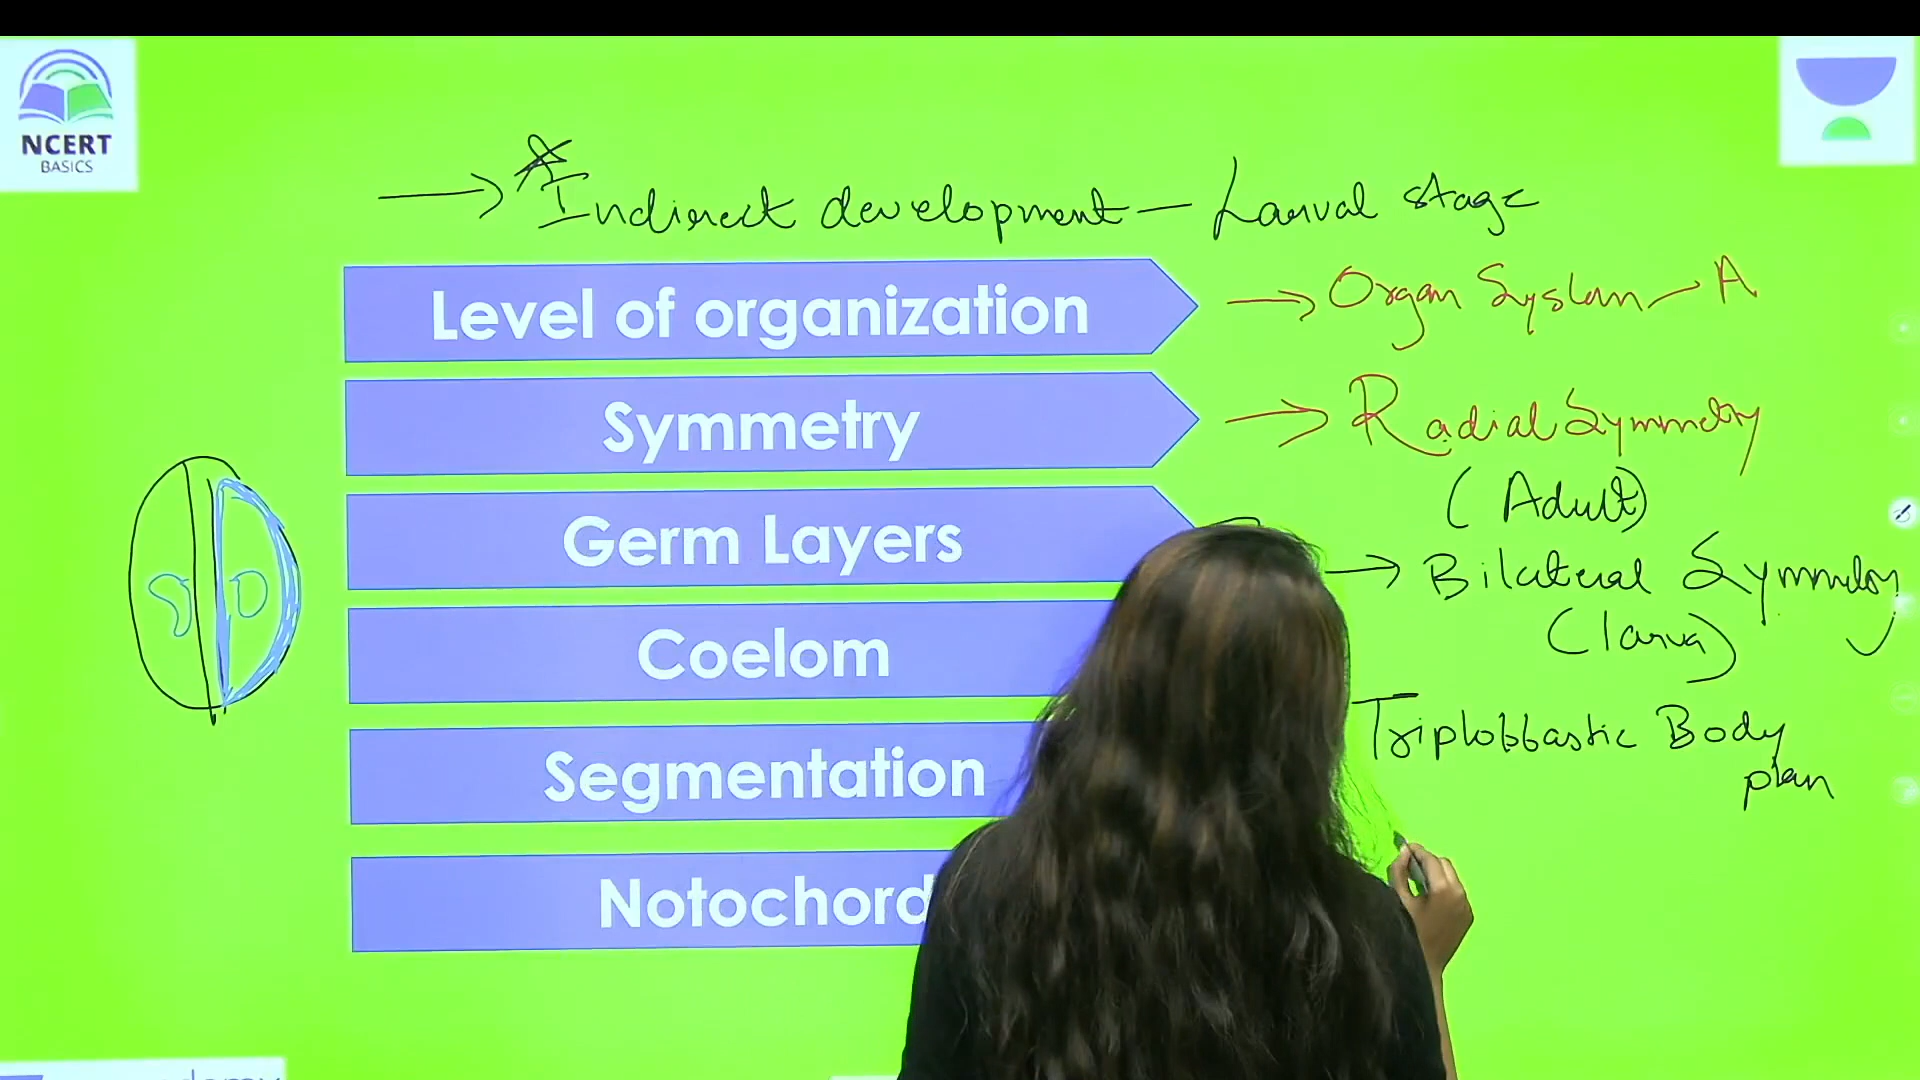 NCERT
BASICS
Indirect development — Larval stage
Level of organization
→ Organ System - A
Symmetry
→ Radial Symmetry
(Adult)
Germ Layers
→ Bilateral Symmetry
(larva)
Coelom
Triploblastic Body
plan
Segmentation
Notochord